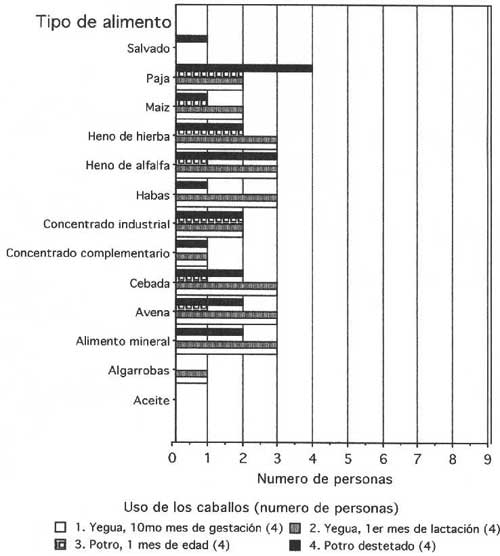 Tipo de alimento
Salvado
Paja
Maiz
Heno de hierba
Heno de alfalfa
Habas
Concentrado industrial
Concentrado complementario
Cebada
Avena
Alimento mineral
Algarrobas
Aceite
0 1 2 3 4 5 6 7 8 9
Numero de personas
Uso de los caballos (numero de personas)
1. Yegua, 10mo mes de gestación (4) 2. Yegua, 1er mes de lactación (4)
3. Potro, 1 mes de edad (4) 4. Potro destetado (4)